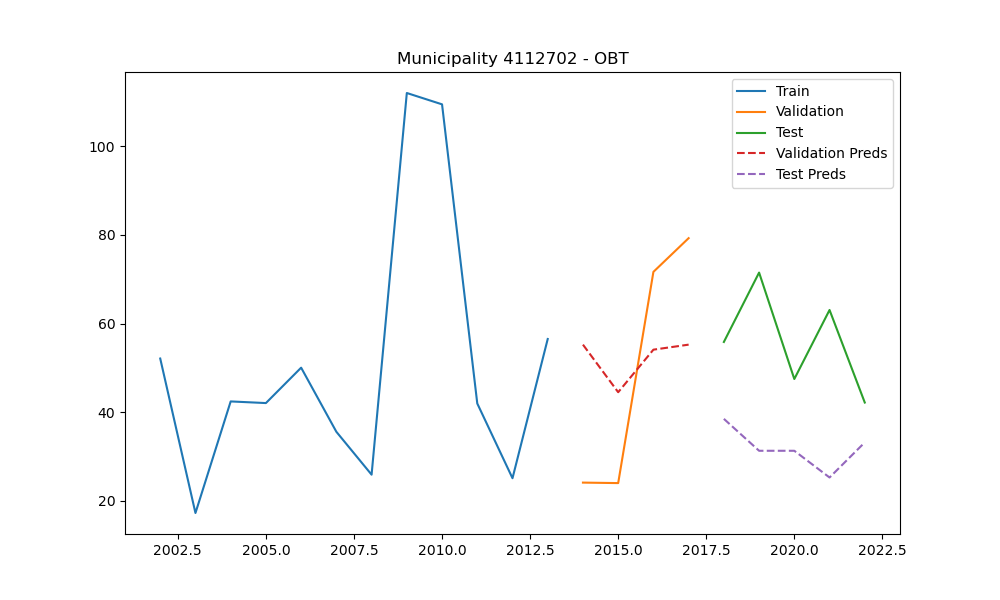 Municipality 4112702 - OBT
Train
Validation
Test
Validation Preds
Test Preds
100
80
60
40
20
2002.5 2005.0 2007.5 2010.0 2012.5 2015.0 2017.5 2020.0 2022.5